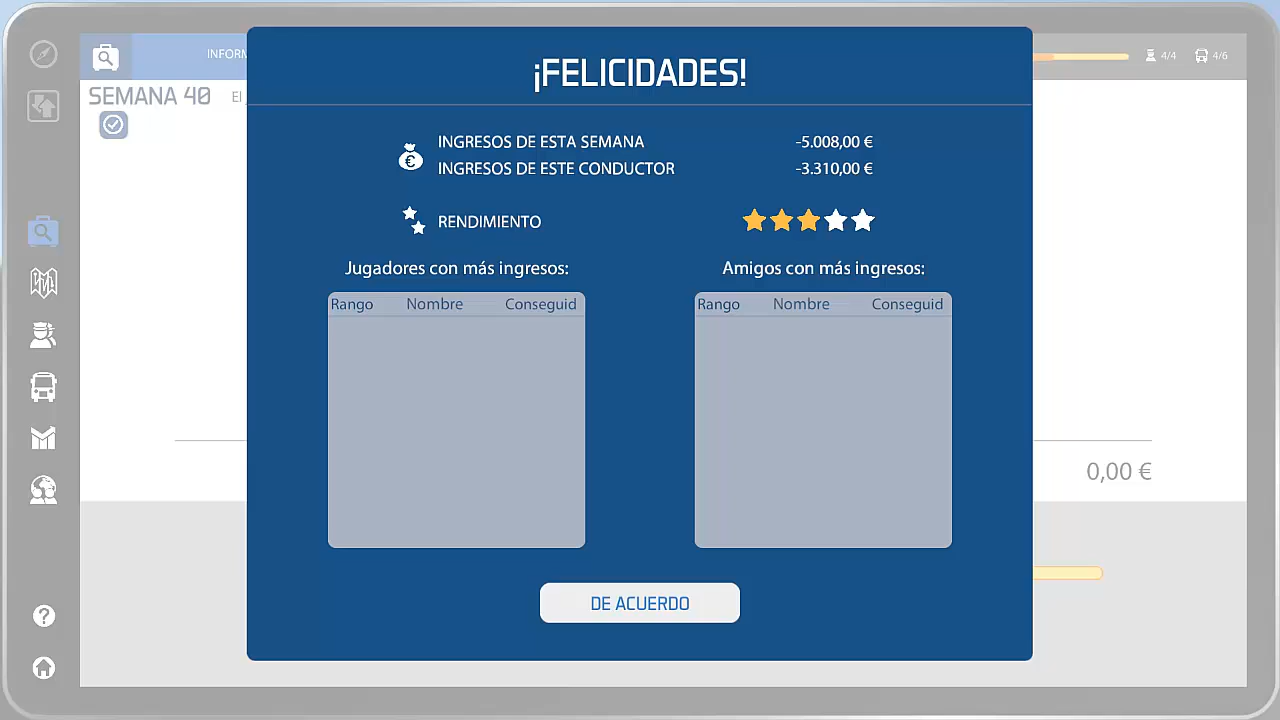 ¡FELICIDADES!
INFORM
4/4
4/6
SEMANA 40
El
INGRESOS DE ESTA SEMANA -5.008,00 €
INGRESOS DE ESTE CONDUCTOR -3.310,00 €
RENDIMIENTO
Jugadores con más ingresos:
Amigos con más ingresos:
Rango Nombre Conseguid
Rango Nombre Conseguid
0,00 €
DE ACUERDO